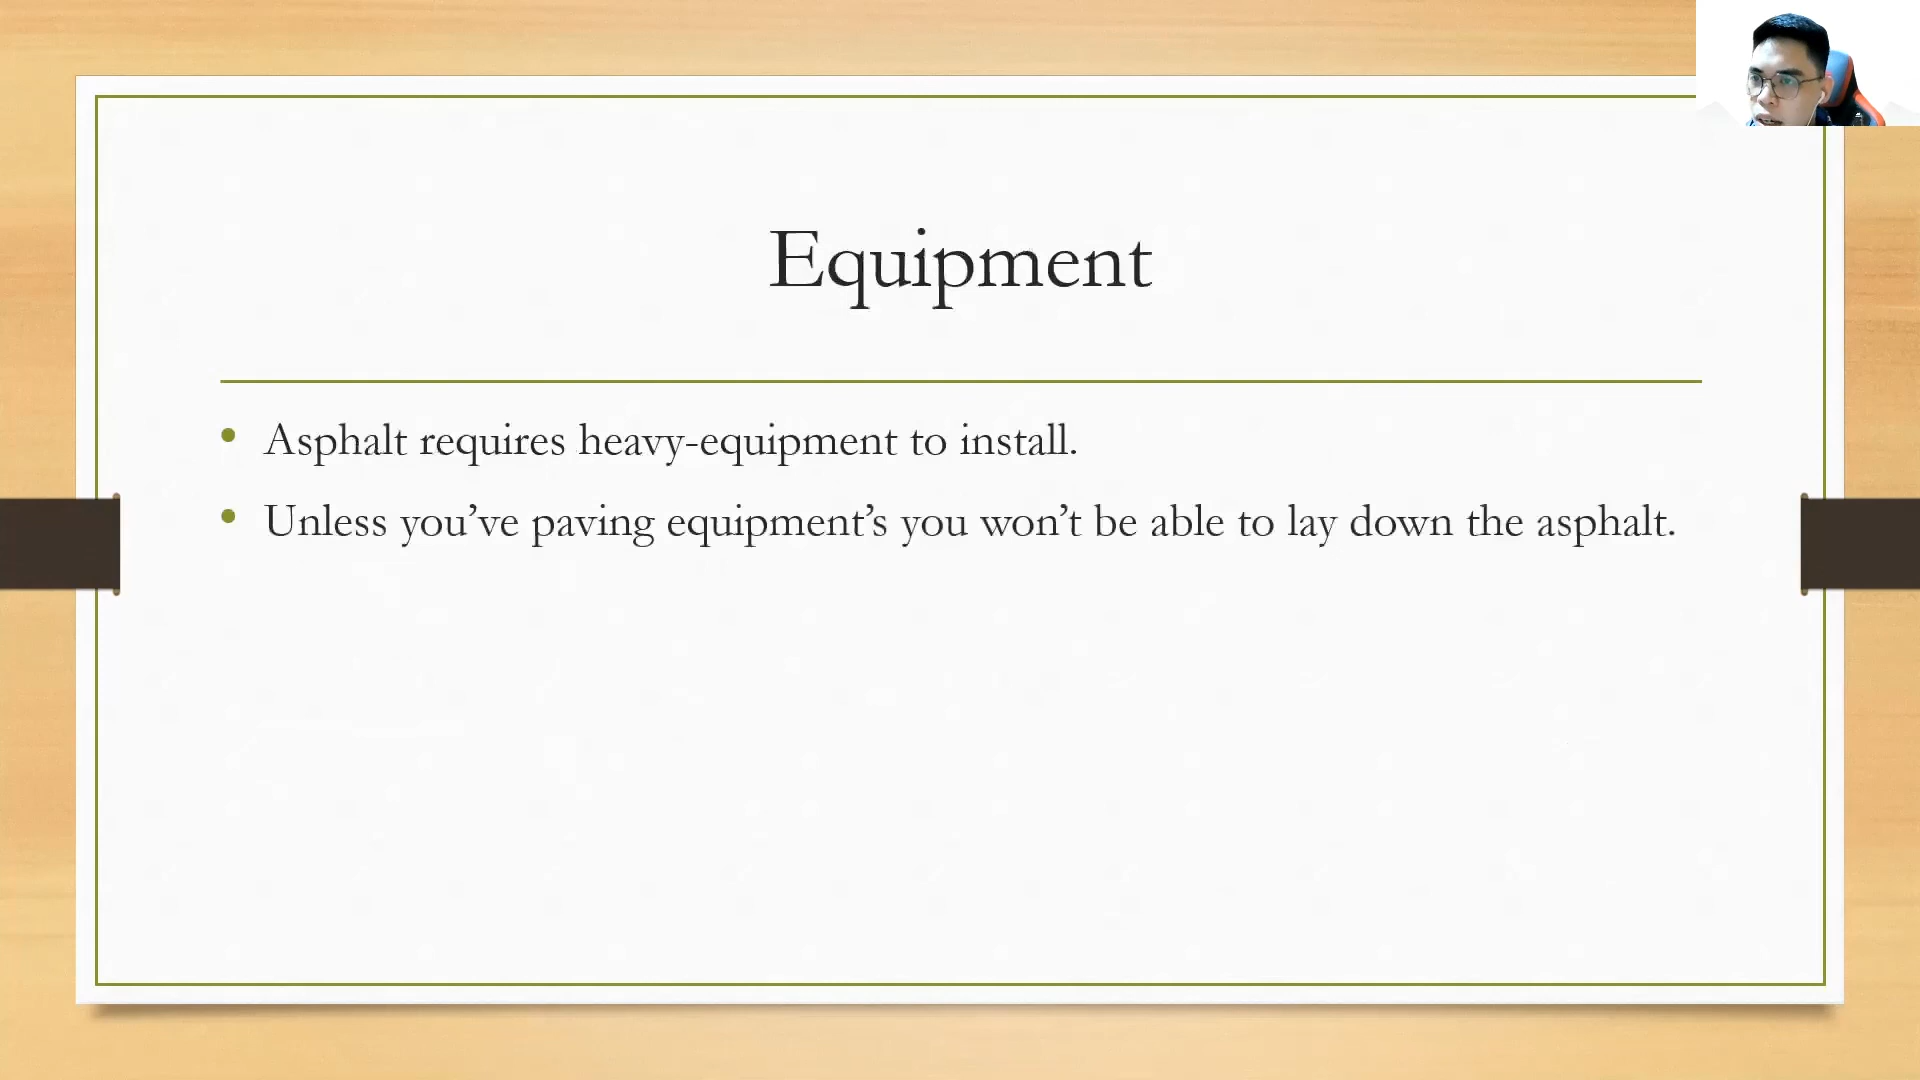 Equipment
Asphalt requires heavy-equipment to install.
Unless you’ve paving equipment’s you won’t be able to lay down the asphalt.